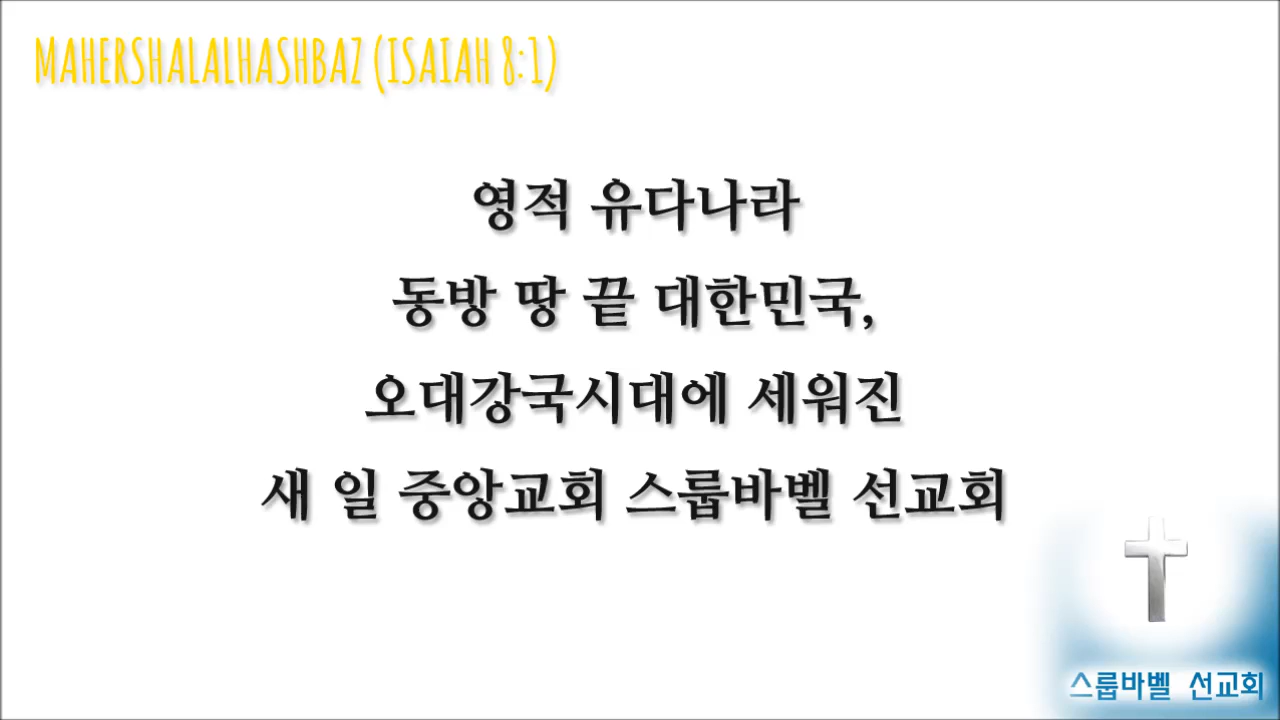 MAHERSHALALHASHBAZ (ISAIAH 8:1)
영적 유다나라
동방 땅 끝 대한민국,
오대강국시대에 세워진
새 일 중앙교회 스룹바벨 선교회
스룹바벨 선교회